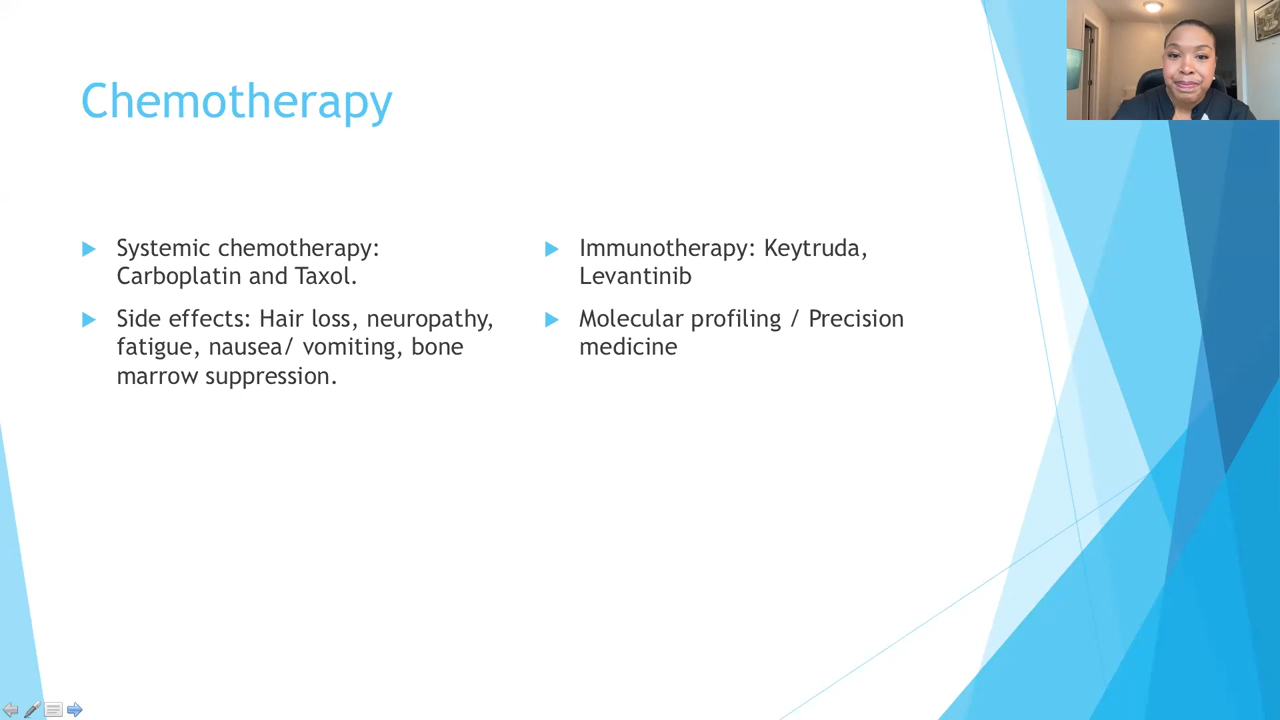 Chemotherapy
Systemic chemotherapy:
Carboplatin and Taxol.
Side effects: Hair loss, neuropathy,
fatigue, nausea/ vomiting, bone
marrow suppression.
Immunotherapy: Keytruda,
Levantinib
Molecular profiling / Precision
medicine